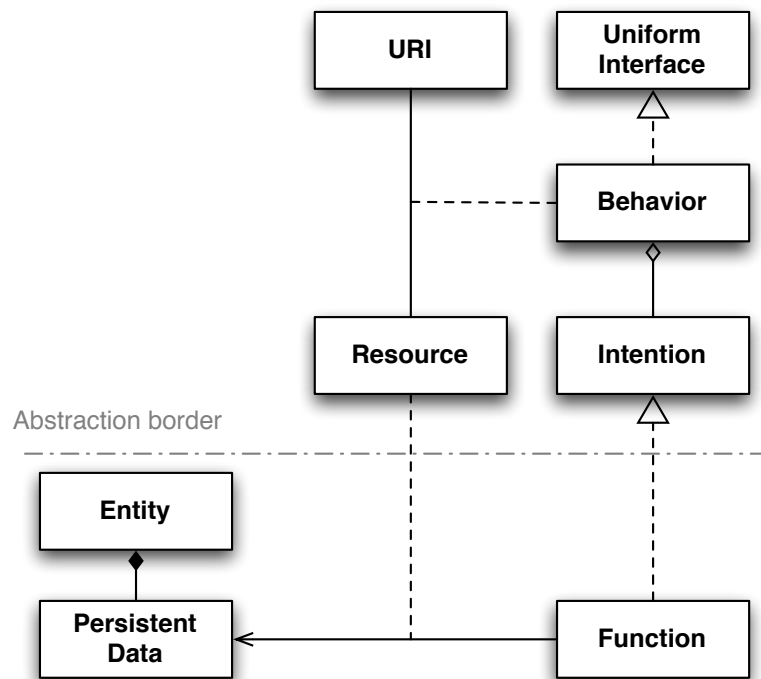 URI
Uniform
Interface
Behavior
Resource
Intention
Abstraction border
Entity
Persistent
Data
Function